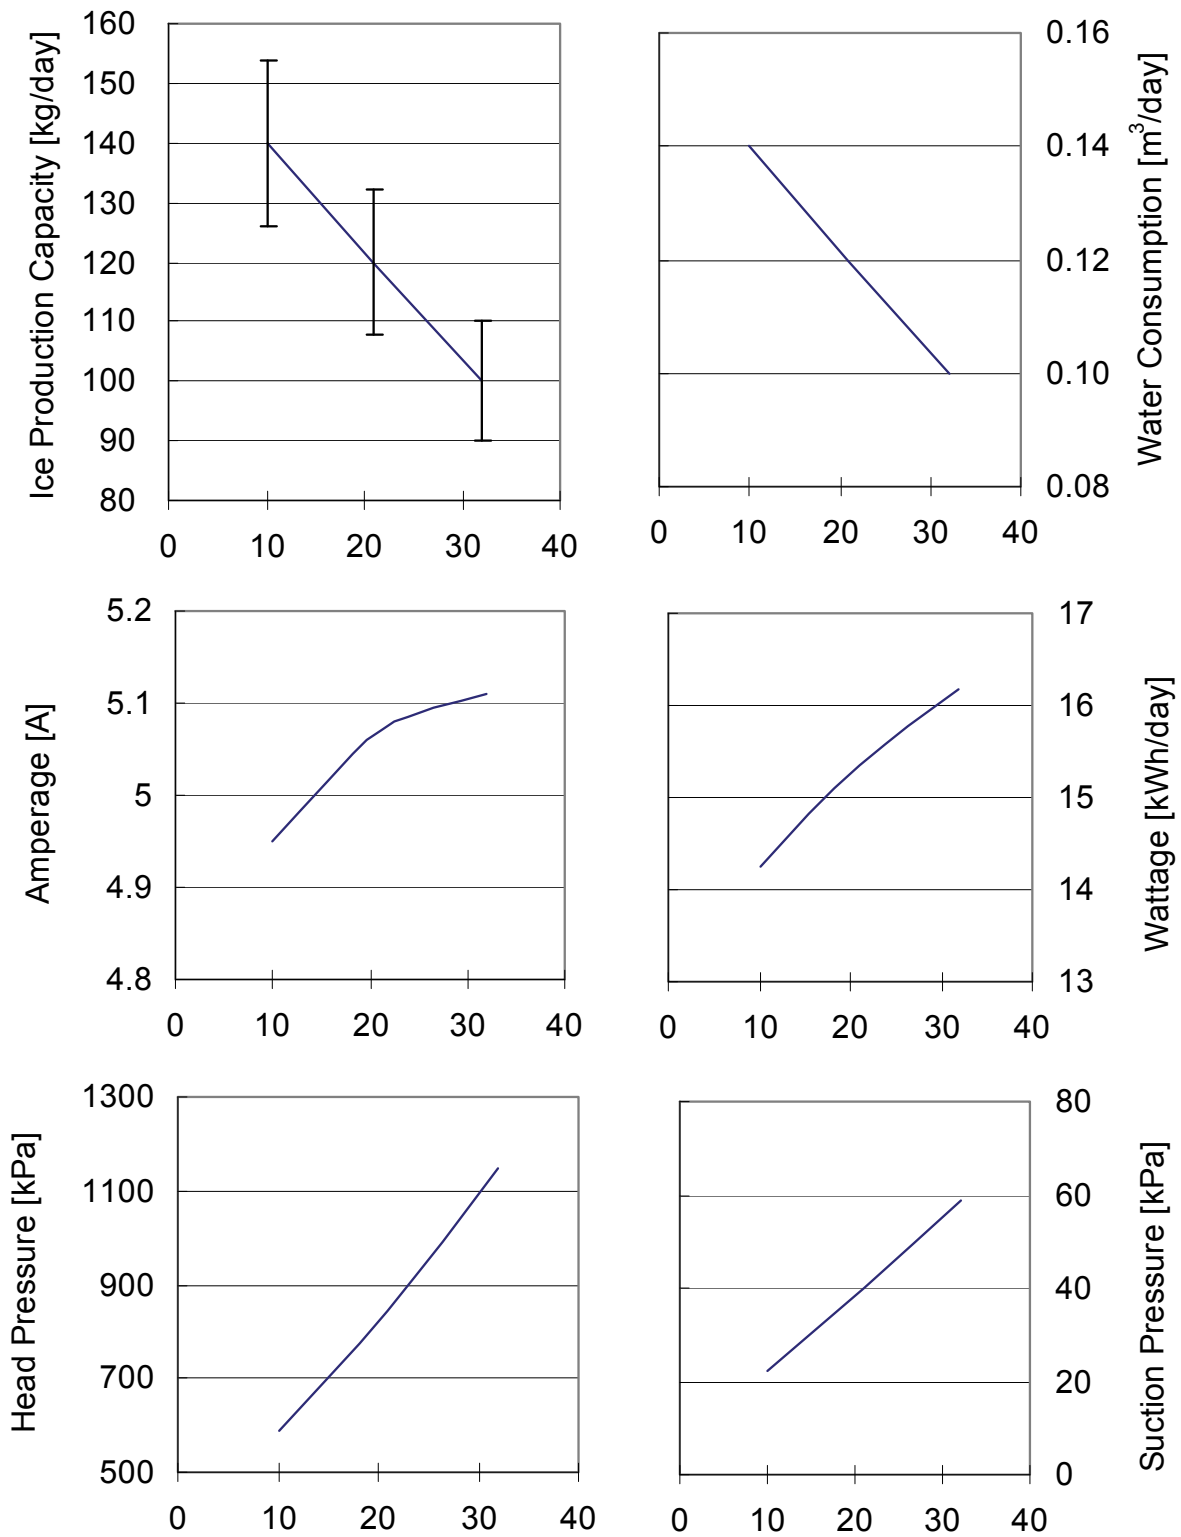 Ice Production Capacity [kg/day]
160
150
140
130
120
110
100
90
80
0 10 20 30 40
Water Consumption [m³/day]
0.16
0.14
0.12
0.10
0.08
0 10 20 30 40
Amperage [A]
5.2
5.1
5
4.9
4.8
0 10 20 30 40
Wattage [kWh/day]
17
16
15
14
13
0 10 20 30 40
Head Pressure [kPa]
1300
1100
900
700
500
0 10 20 30 40
Suction Pressure [kPa]
80
60
40
20
0
0 10 20 30 40